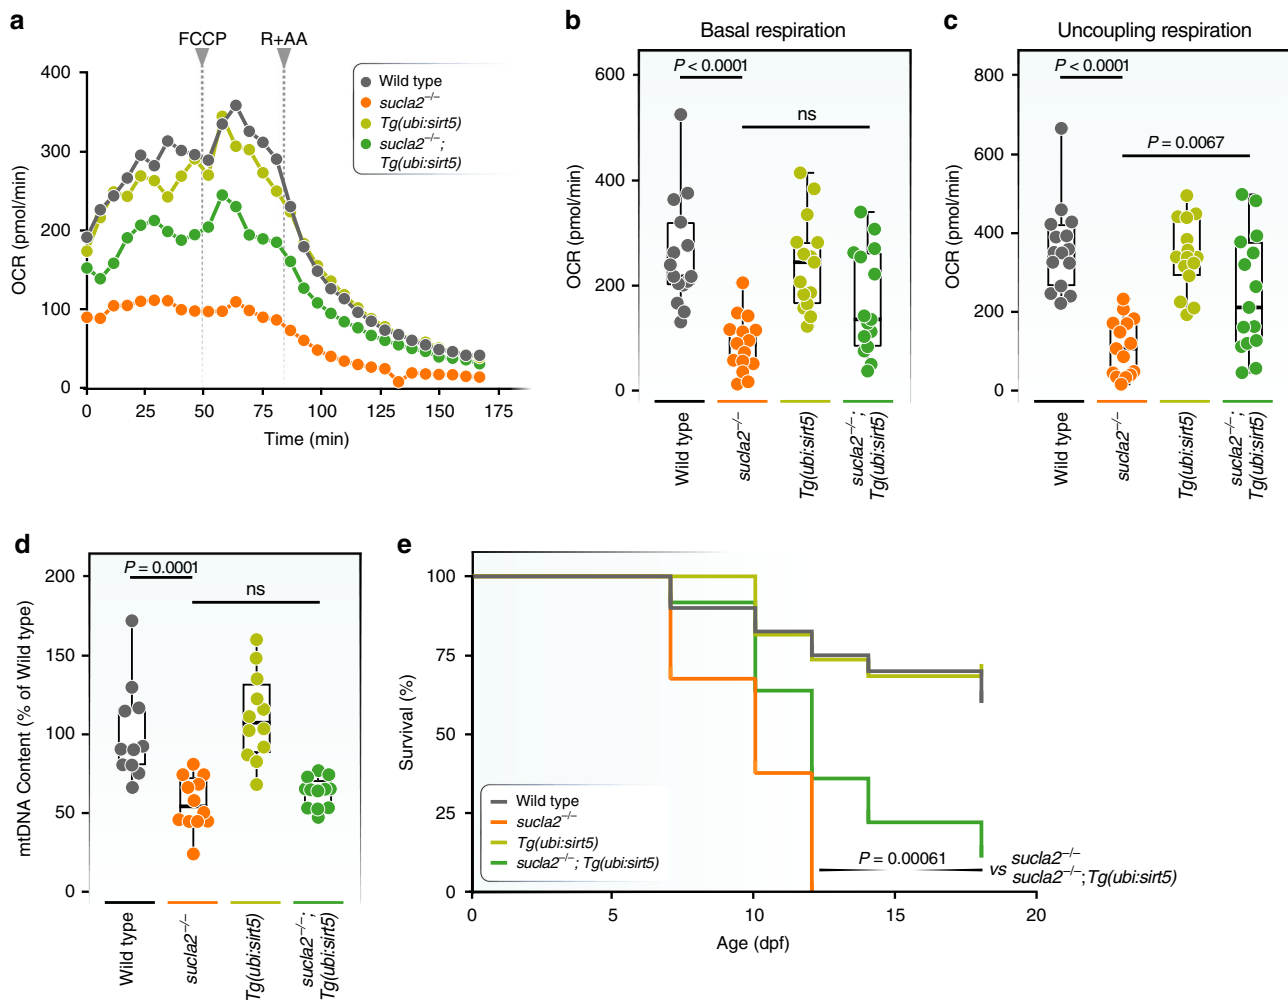 a
FCCP
R+AA
400
300
200
100
0
OCR (pmol/min)
0
25
50
75
100
125
150
175
Time (min)
Wild type
sucla2–/–
Tg(ubi:sirt5)
sucla2–/–;
Tg(ubi:sirt5)
b
Basal respiration
P < 0.0001
ns
600
400
200
0
OCR (pmol/min)
Wild type
sucla2–/–
Tg(ubi:sirt5)
sucla2–/–;
Tg(ubi:sirt5)
c
Uncoupling respiration
P < 0.0001
P = 0.0067
800
600
400
200
0
OCR (pmol/min)
Wild type
sucla2–/–
Tg(ubi:sirt5)
sucla2–/–;
Tg(ubi:sirt5)
d
P = 0.0001
ns
200
150
100
50
0
mtDNA Content (% of Wild type)
Wild type
sucla2–/–
Tg(ubi:sirt5)
sucla2–/–;
Tg(ubi:sirt5)
e
100
75
50
25
0
Survival (%)
Wild type
sucla2–/–
Tg(ubi:sirt5)
sucla2–/–; Tg(ubi:sirt5)
P = 0.00061
vs
sucla2–/–
sucla2–/–;Tg(ubi:sirt5)
0
5
10
15
20
Age (dpf)